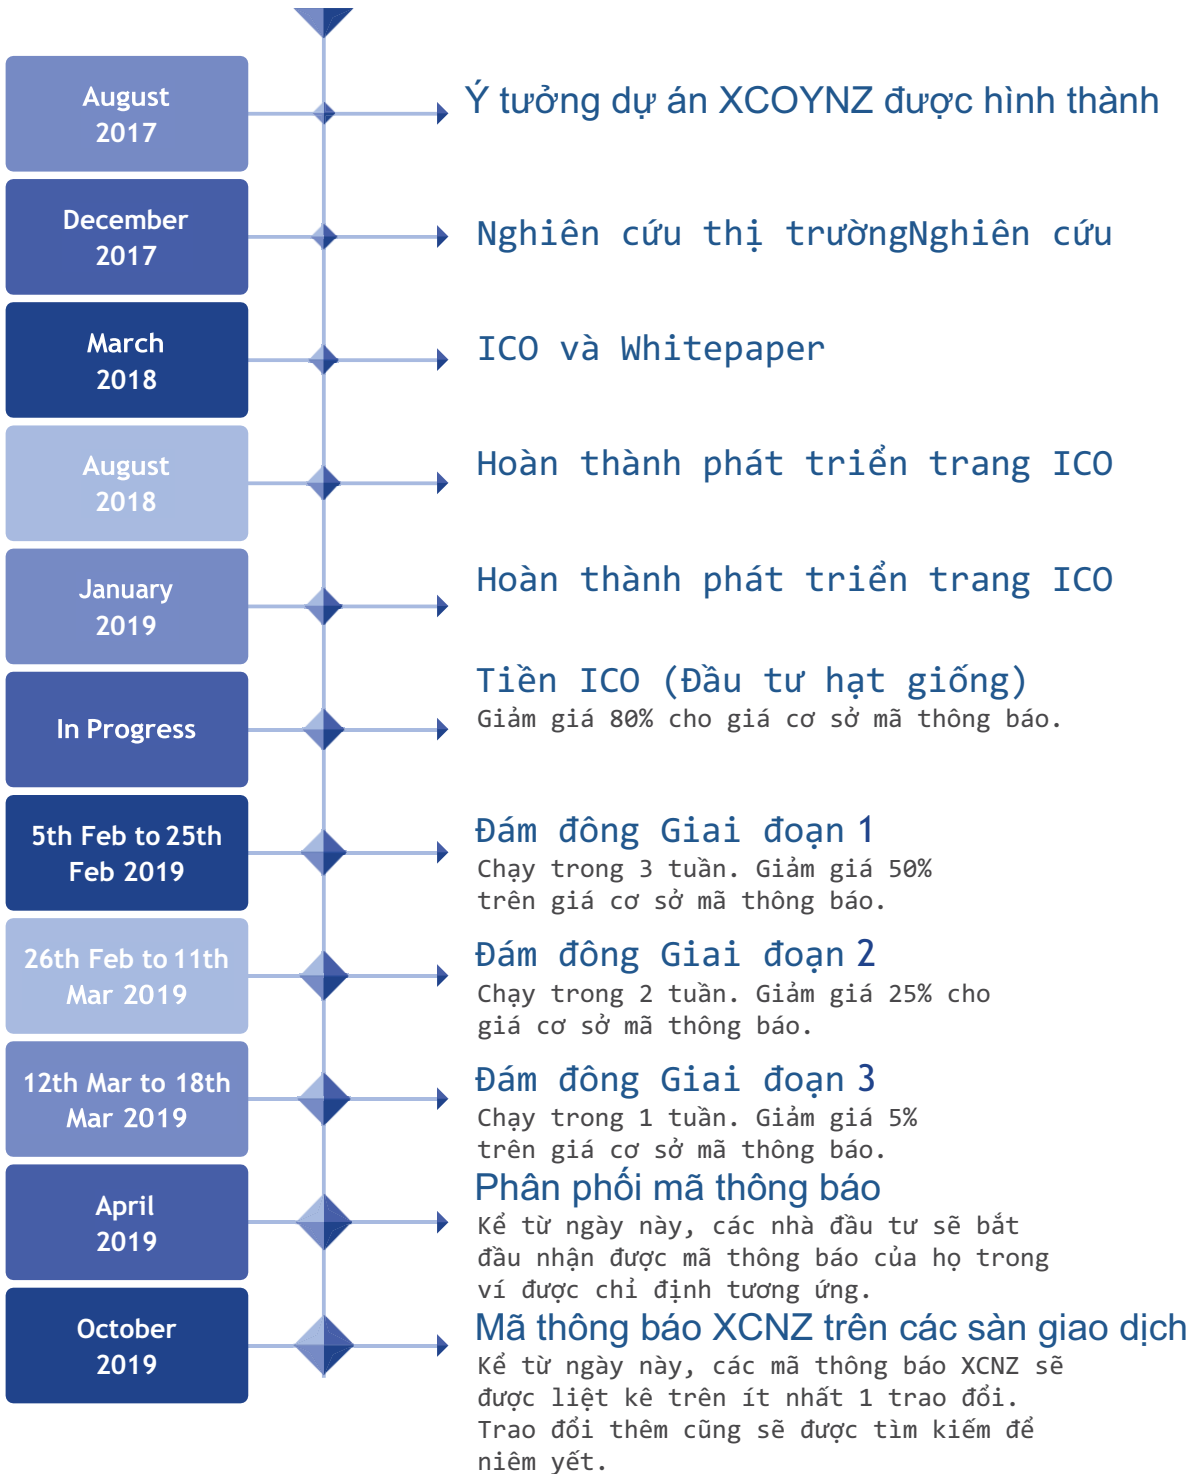 August
2017
Ý tưởng dự án XCOYNZ được hình thành
December
2017
Nghiên cứu thị trườngNghiên cứu
March
2018
ICO và Whitepaper
August
2018
Hoàn thành phát triển trang ICO
January
2019
Hoàn thành phát triển trang ICO
In Progress
Tiền ICO (Đầu tư hạt giống)
Giảm giá 80% cho giá cơ sở mã thông báo.
5th Feb to 25th
Feb 2019
Đám đông Giai đoạn 1
Chạy trong 3 tuần. Giảm giá 50%
trên giá cơ sở mã thông báo.
26th Feb to 11th
Mar 2019
Đám đông Giai đoạn 2
Chạy trong 2 tuần. Giảm giá 25% cho
giá cơ sở mã thông báo.
12th Mar to 18th
Mar 2019
Đám đông Giai đoạn 3
Chạy trong 1 tuần. Giảm giá 5%
trên giá cơ sở mã thông báo.
April
2019
Phân phối mã thông báo
Kể từ ngày này, các nhà đầu tư sẽ bắt
đầu nhận được mã thông báo của họ trong
ví được chỉ định tương ứng.
October
2019
Mã thông báo XCNZ trên các sàn giao dịch
Kể từ ngày này, các mã thông báo XCNZ sẽ
được liệt kê trên ít nhất 1 trao đổi.
Trao đổi thêm cũng sẽ được tìm kiếm để
niêm yết.